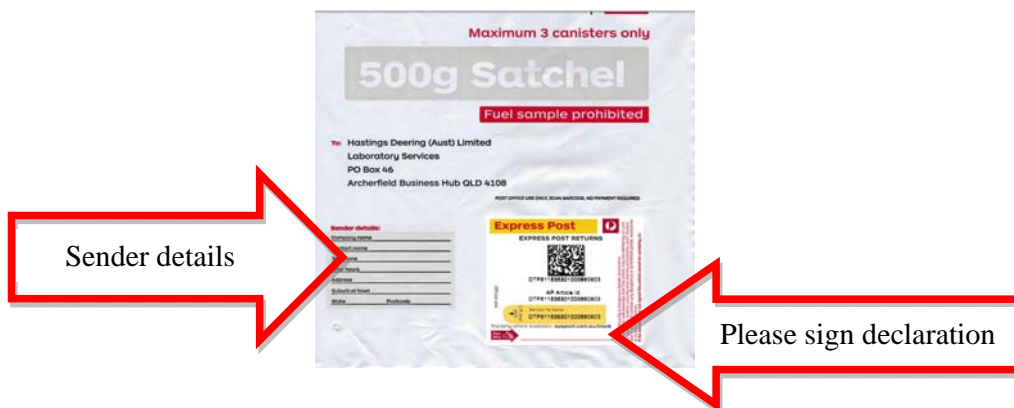 Maximum 3 canisters only
500g Satchel
Fuel sample prohibited
To: Hastings Deering (Aust) Limited
Laboratory Services
PO Box 46
Archerfield Business Hub QLD 4108
POST OFFICE USE ONLY, SCAN BARCODE, NO PAYMENT REQUIRED
Sender details:
Company name
Contact name
hours
Address
Suburb or town
State Postcode
Sender details
Express Post
EXPRESS POST RETURNS
AP Article Id:
Please sign declaration